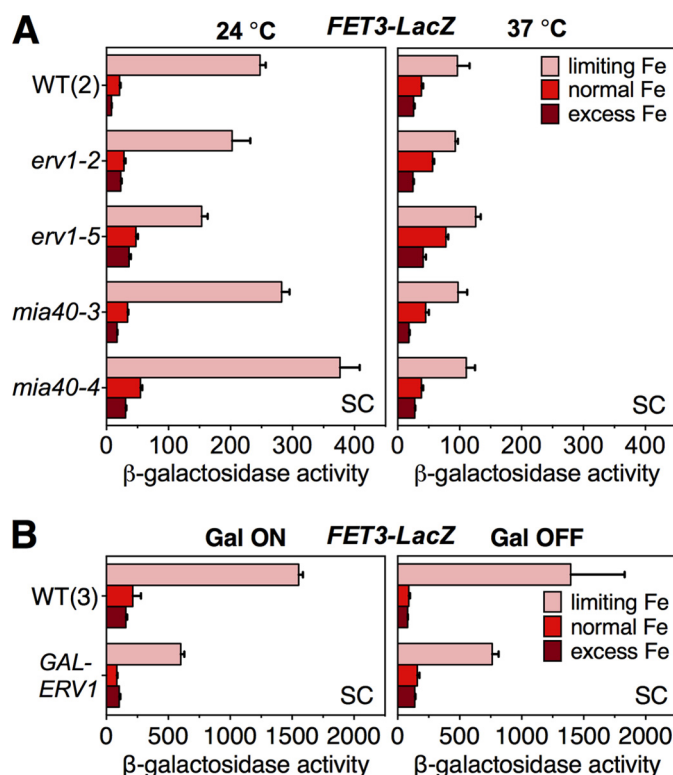 A
24 °C FET3-LacZ 37 °C
WT(2)
erv1-2
erv1-5
mia40-3
mia40-4
limiting Fe
normal Fe
excess Fe
SC SC
0 100 200 300 400 0 100 200 300 400
β-galactosidase activity β-galactosidase activity
B
Gal ON FET3-LacZ Gal OFF
WT(3)
GAL-
ERV1
limiting Fe
normal Fe
excess Fe
SC SC
0 500 1000 1500 2000 0 500 1000 1500 2000
β-galactosidase activity β-galactosidase activity